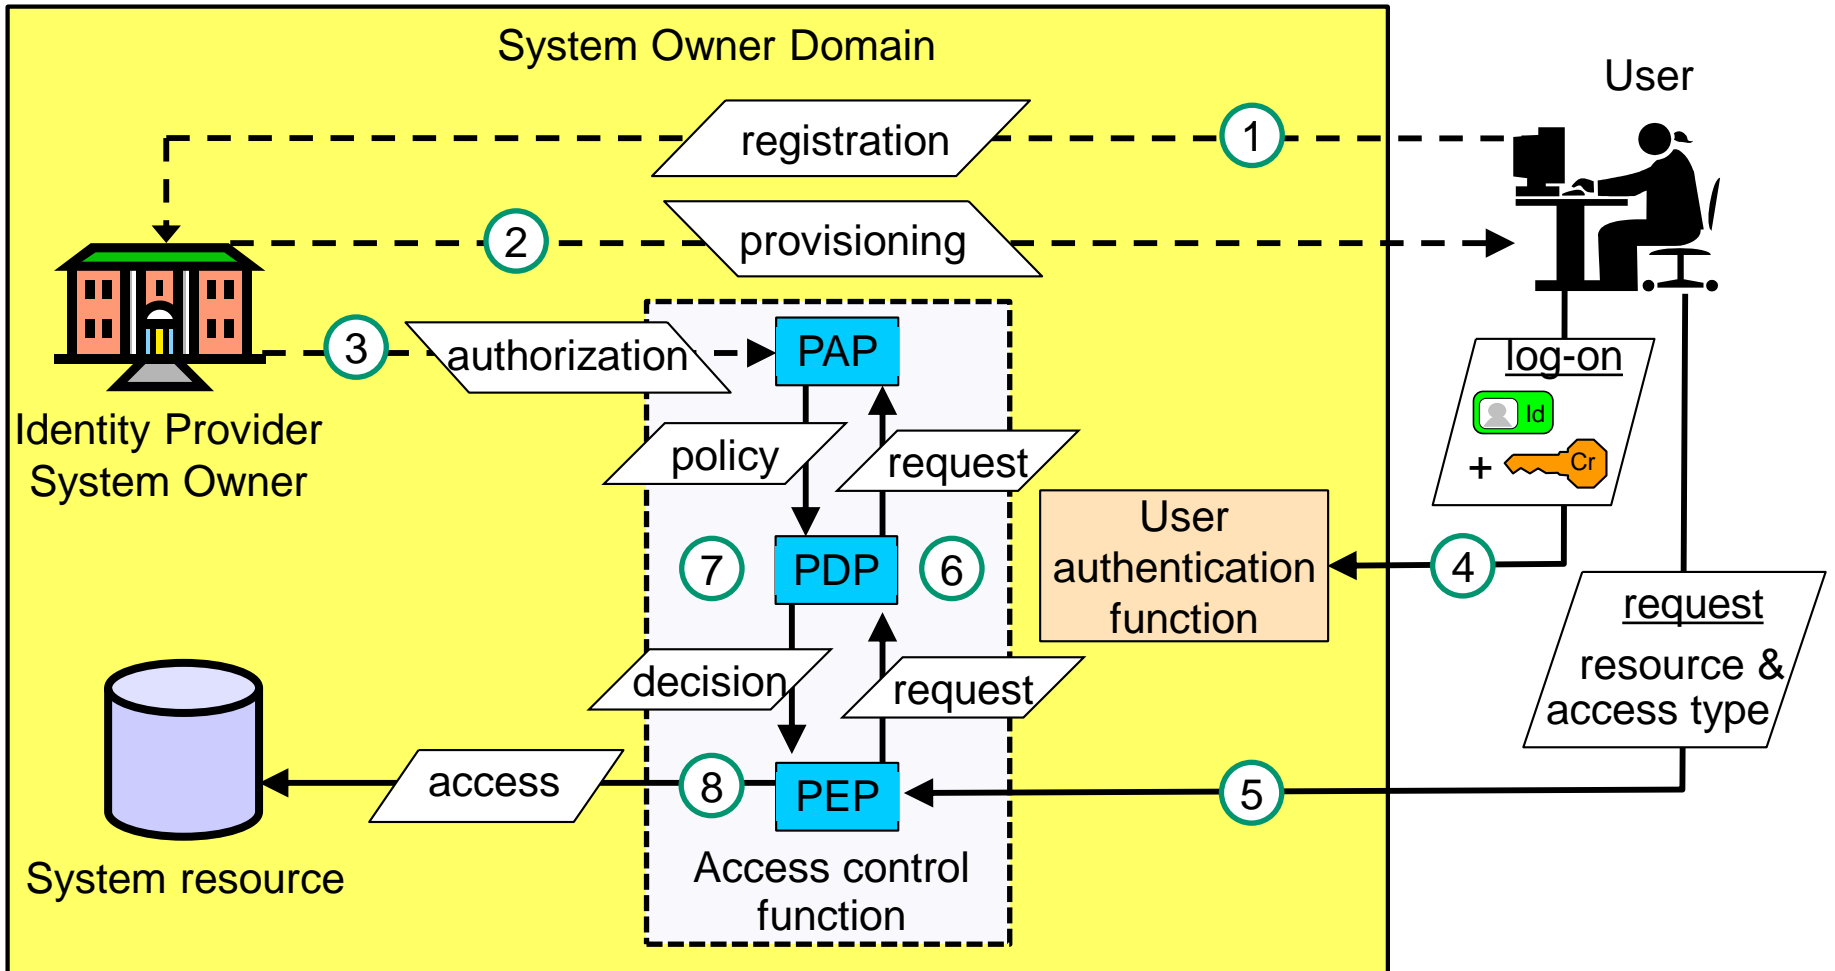 System Owner Domain
User
registration
1
2
provisioning
3
authorization
PAP
log-on
Id
+
Cr
Identity Provider
System Owner
policy
request
User
authentication
function
7
PDP
6
4
request
resource &
access type
decision
request
access
8
PEP
5
System resource
Access control
function